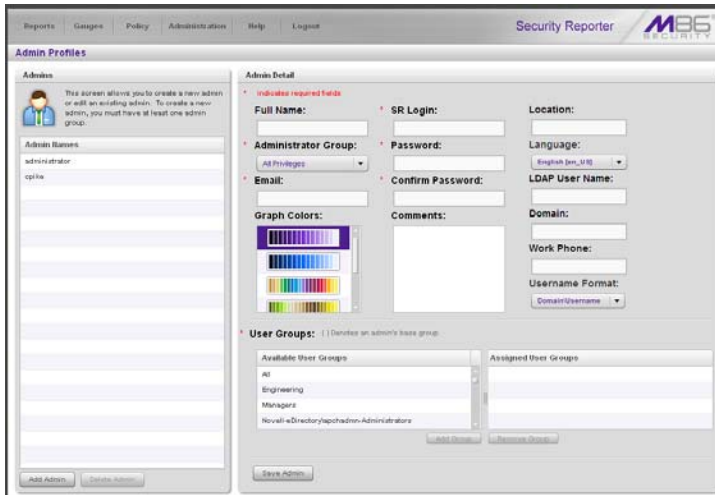 Reports Gauges Policy Administration Help Logout
Security Reporter
M86 SECURITY
Admin Profiles
Admins
This screen allows you to create a new admin
or edit an existing admin. To create a new
admin, you must have at least one admin
group.
Admin Names
administrator
cpike
Add Admin Delete Admin
Admin Detail
* indicates required fields
Full Name: * SR Login: Location:
* Administrator Group: * Password: Language:
All Privileges English [en_US]
* Email: * Confirm Password: LDAP User Name:
Graph Colors: Comments: Domain:
Work Phone:
Username Format:
Domain\Username
* User Groups: ( ) Denotes an admin's base group.
Available User Groups Assigned User Groups
All
Engineering
Managers
Novell-eDirectory\apchadmn-Administrators
Add Group Remove Group
Save Admin